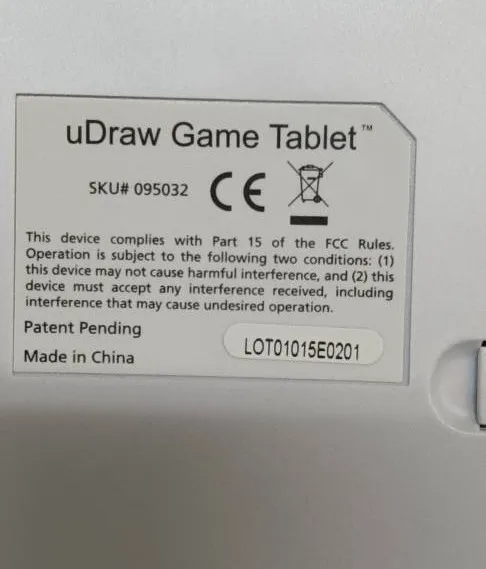 uDraw Game Tablet™
SKU# 095032 CE
This device complies with Part 15 of the FCC Rules.
Operation is subject to the following two conditions: (1)
this device may not cause harmful interference, and (2) this
device must accept any interference received, including
interference that may cause undesired operation.
Patent Pending
LOT01015E0201
Made in China